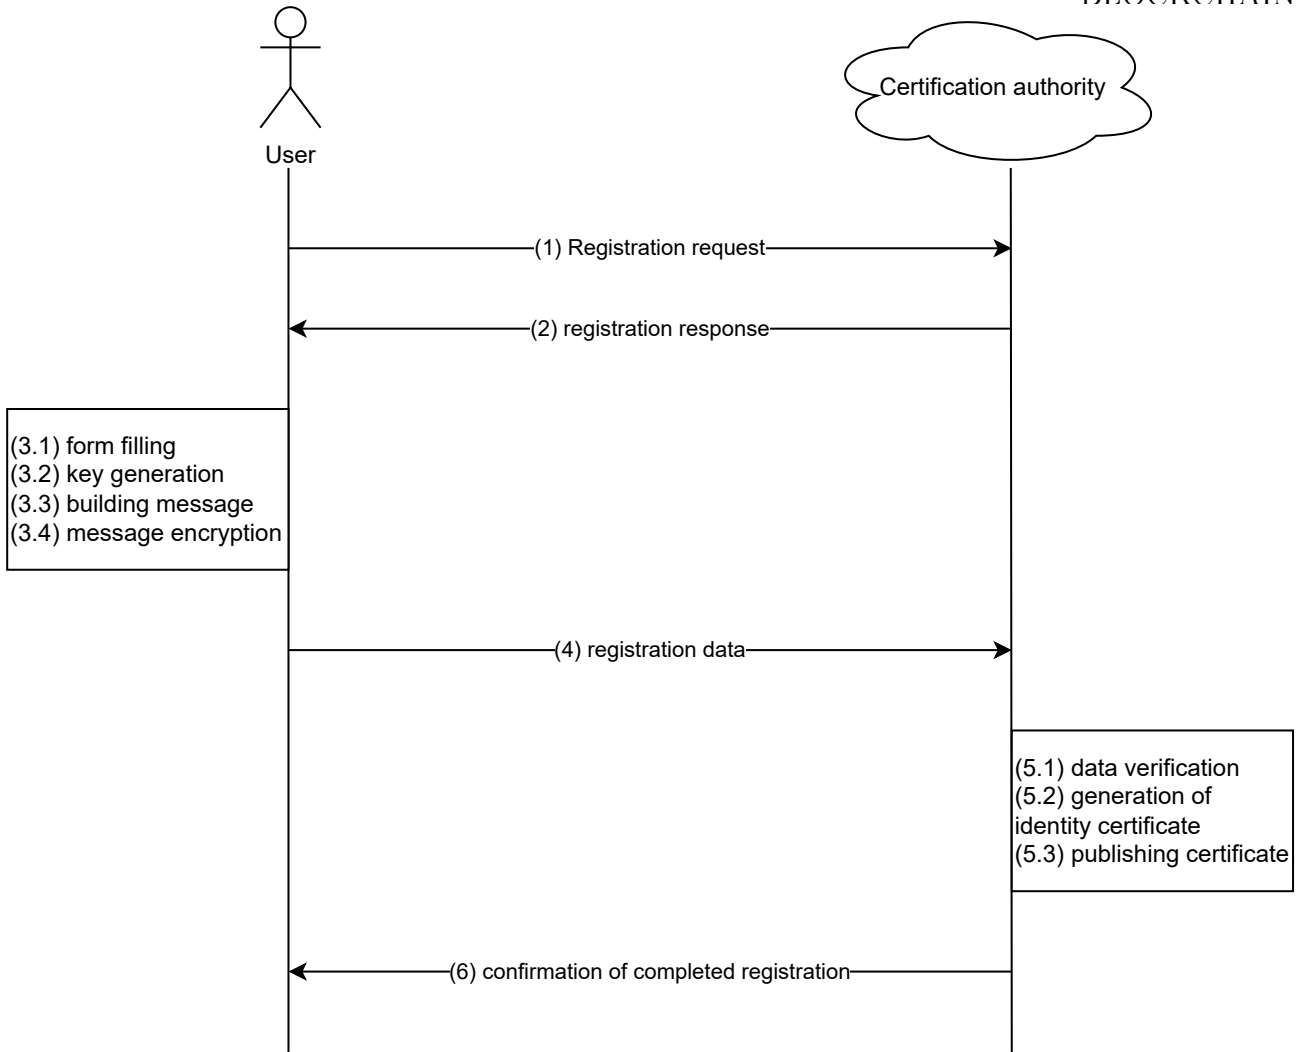 BLOCKCHAIN
Certification authority
User
(1) Registration request
(2) registration response
(3.1) form filling
(3.2) key generation
(3.3) building message
(3.4) message encryption
(4) registration data
(5.1) data verification
(5.2) generation of
identity certificate
(5.3) publishing certificate
(6) confirmation of completed registration